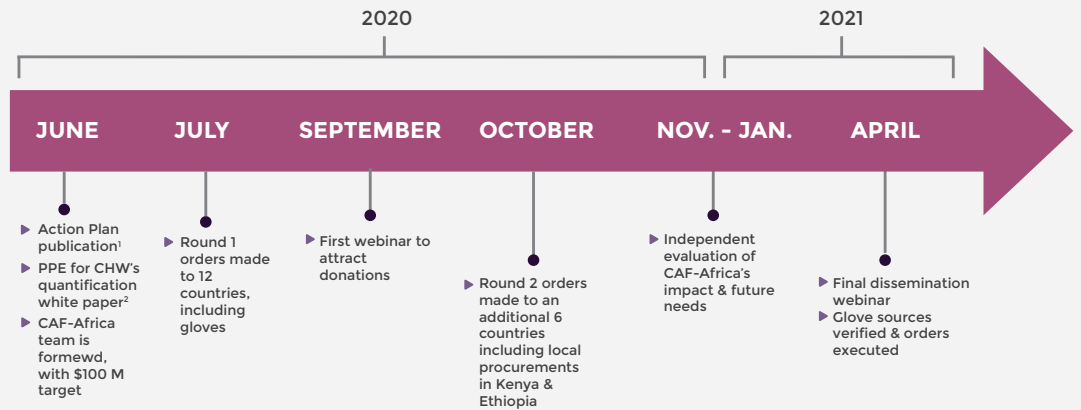 2020
2021
JUNE
JULY
SEPTEMBER
OCTOBER
NOV. - JAN.
APRIL
Action Plan
publication¹
PPE for CHW's
quantification
white paper²
CAF-Africa
team is
formewd,
with $100 M
target
Round 1
orders made
to 12
countries,
including
gloves
First webinar to
attract
donations
Round 2 orders
made to an
additional 6
countries
including local
procurements
in Kenya &
Ethiopia
Independent
evaluation of
CAF-Africa's
impact & future
needs
Final dissemination
webinar
Glove sources
verified & orders
executed